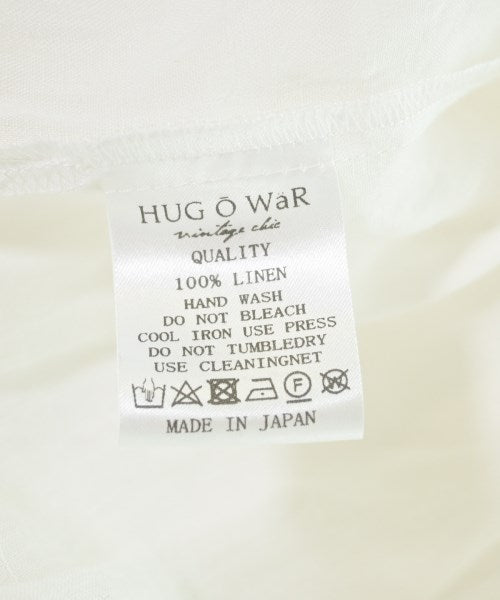 HUG Ō WäR
vintage chic
QUALITY
100% LINEN
HAND WASH
DO NOT BLEACH
COOL IRON USE PRESS
DO NOT TUMBLEDRY
USE CLEANINGNET
F W
MADE IN JAPAN